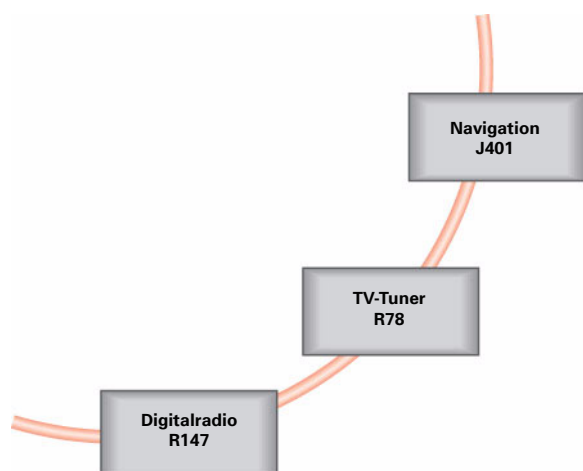 Navigation
J401
TV-Tuner
R78
Digitalradio
R147